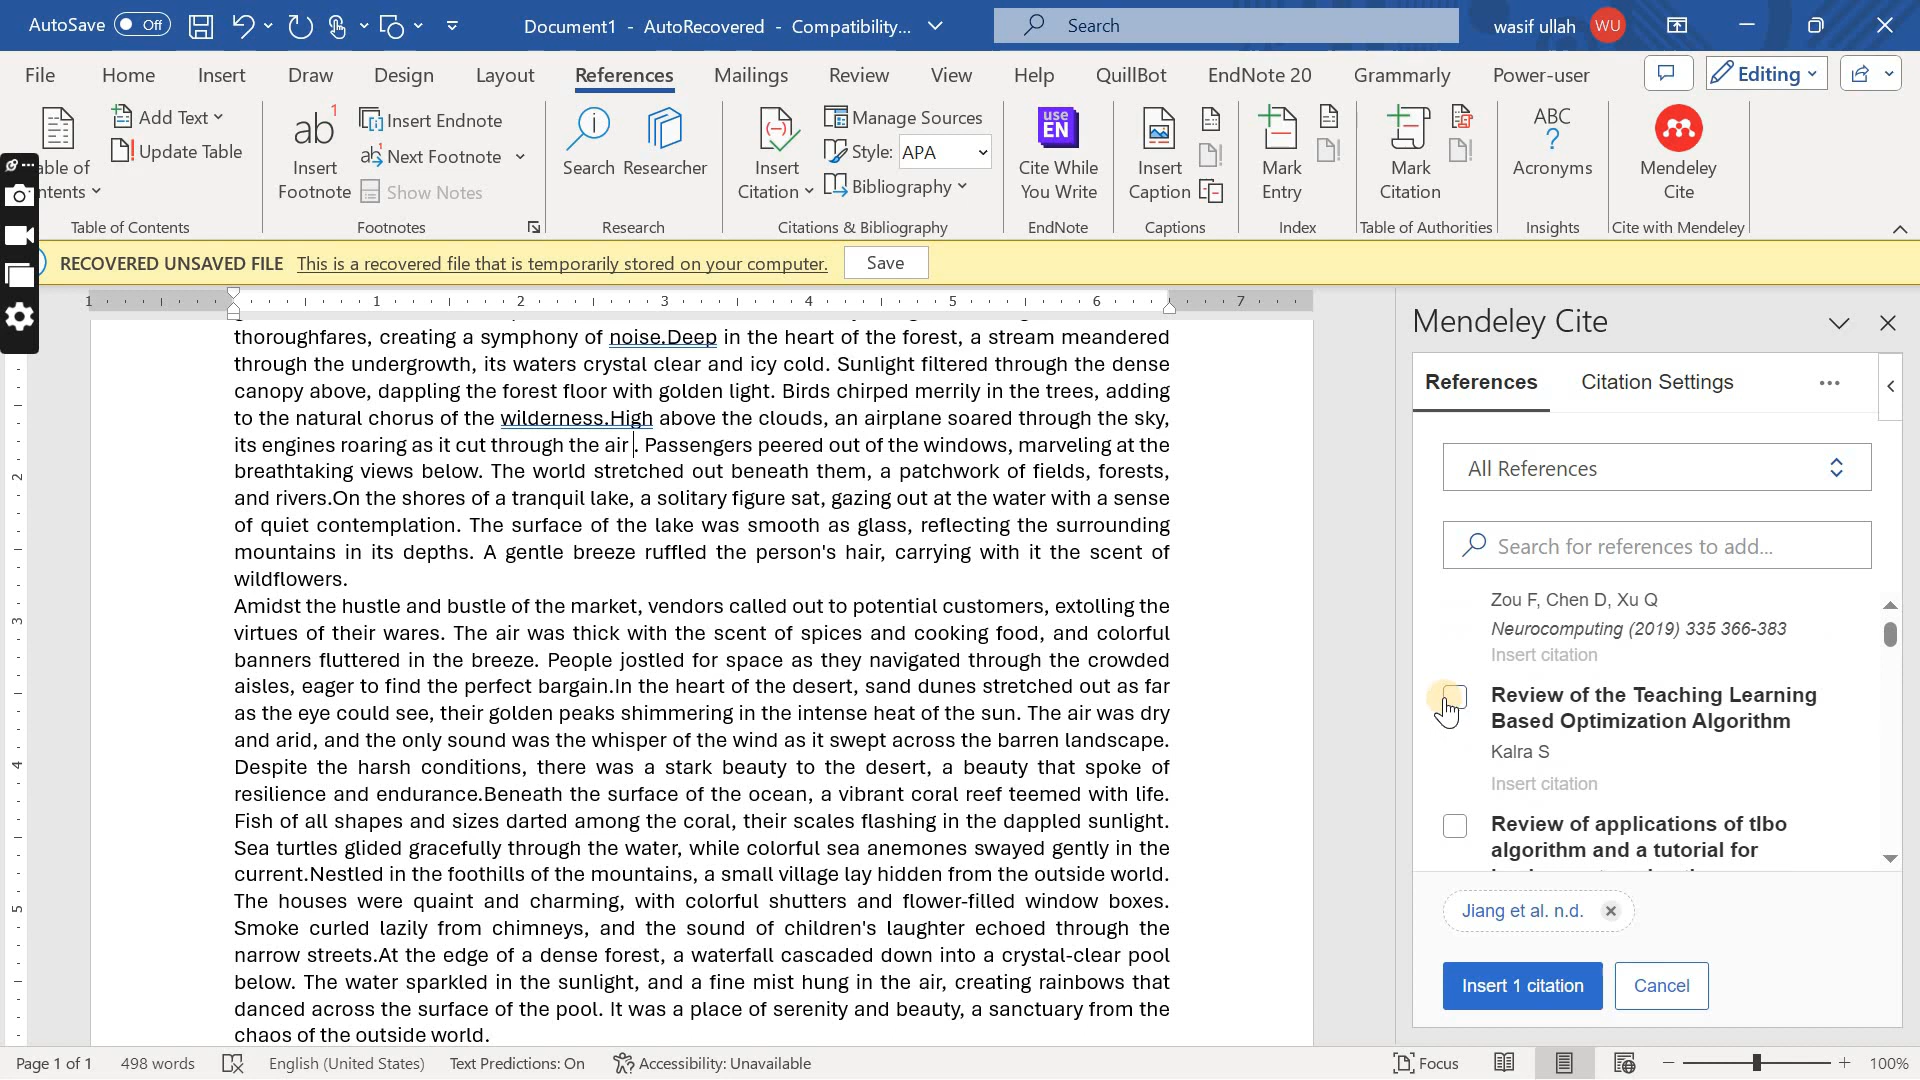 AutoSave Off
Document1 - AutoRecovered - Compatibility...
Search
wasif ullah WU
File Home Insert Draw Design Layout References Mailings Review View Help QuillBot EndNote 20 Grammarly Power-user
Editing
Add Text
Update Table
able of
ntents
Table of Contents
ab
1
Insert
Footnote
Insert Endnote
Next Footnote
Show Notes
Footnotes
Search
Researcher
Research
Insert
Citation
Manage Sources
Style: APA
Bibliography
Citations & Bibliography
use
EN
Cite While
You Write
EndNote
Insert
Caption
Captions
Mark
Entry
Index
Mark
Citation
Table of Authorities
ABC
?
Acronyms
Insights
Mendeley
Cite
Cite with Mendeley
RECOVERED UNSAVED FILE This is a recovered file that is temporarily stored on your computer. Save
1 1 2 3 4 5 6 7
thoroughfares, creating a symphony of noise.Deep in the heart of the forest, a stream meandered
through the undergrowth, its waters crystal clear and icy cold. Sunlight filtered through the dense
canopy above, dappling the forest floor with golden light. Birds chirped merrily in the trees, adding
to the natural chorus of the wilderness.High above the clouds, an airplane soared through the sky,
its engines roaring as it cut through the air . Passengers peered out of the windows, marveling at the
breathtaking views below. The world stretched out beneath them, a patchwork of fields, forests,
and rivers.On the shores of a tranquil lake, a solitary figure sat, gazing out at the water with a sense
of quiet contemplation. The surface of the lake was smooth as glass, reflecting the surrounding
mountains in its depths. A gentle breeze ruffled the person's hair, carrying with it the scent of
wildflowers.
Amidst the hustle and bustle of the market, vendors called out to potential customers, extolling the
virtues of their wares. The air was thick with the scent of spices and cooking food, and colorful
banners fluttered in the breeze. People jostled for space as they navigated through the crowded
aisles, eager to find the perfect bargain.In the heart of the desert, sand dunes stretched out as far
as the eye could see, their golden peaks shimmering in the intense heat of the sun. The air was dry
and arid, and the only sound was the whisper of the wind as it swept across the barren landscape.
Despite the harsh conditions, there was a stark beauty to the desert, a beauty that spoke of
resilience and endurance.Beneath the surface of the ocean, a vibrant coral reef teemed with life.
Fish of all shapes and sizes darted among the coral, their scales flashing in the dappled sunlight.
Sea turtles glided gracefully through the water, while colorful sea anemones swayed gently in the
current.Nestled in the foothills of the mountains, a small village lay hidden from the outside world.
The houses were quaint and charming, with colorful shutters and flower-filled window boxes.
Smoke curled lazily from chimneys, and the sound of children's laughter echoed through the
narrow streets.At the edge of a dense forest, a waterfall cascaded down into a crystal-clear pool
below. The water sparkled in the sunlight, and a fine mist hung in the air, creating rainbows that
danced across the surface of the pool. It was a place of serenity and beauty, a sanctuary from the
chaos of the outside world.
2
3
4
5
Mendeley Cite
References Citation Settings
All References
Search for references to add...
Zou F, Chen D, Xu Q
Neurocomputing (2019) 335 366-383
Insert citation
Review of the Teaching Learning
Based Optimization Algorithm
Kalra S
Insert citation
Review of applications of tlbo
algorithm and a tutorial for
Jiang et al. n.d.
Insert 1 citation Cancel
Page 1 of 1 498 words English (United States) Text Predictions: On Accessibility: Unavailable Focus 100%